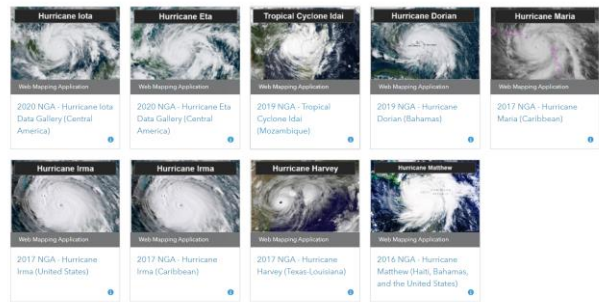 Hurricane Iota
Web Mapping Application
2020 NGA - Hurricane Iota
Data Gallery (Central
America)
Hurricane Eta
Web Mapping Application
2020 NGA - Hurricane Eta
Data Gallery (Central
America)
Tropical Cyclone Idai
Web Mapping Application
2019 NGA - Tropical
Cyclone Idai
(Mozambique)
Hurricane Dorian
Web Mapping Application
2019 NGA - Hurricane
Dorian (Bahamas)
Hurricane Maria
Web Mapping Application
2017 NGA - Hurricane
Maria (Caribbean)
Hurricane Irma
Web Mapping Application
2017 NGA - Hurricane
Irma (United States)
Hurricane Irma
Web Mapping Application
2017 NGA - Hurricane
Irma (Caribbean)
Hurricane Harvey
Web Mapping Application
2017 NGA - Hurricane
Harvey (Texas-Louisiana)
Hurricane Matthew
Web Mapping Application
2016 NGA - Hurricane
Matthew (Haiti, Bahamas,
and the United States)